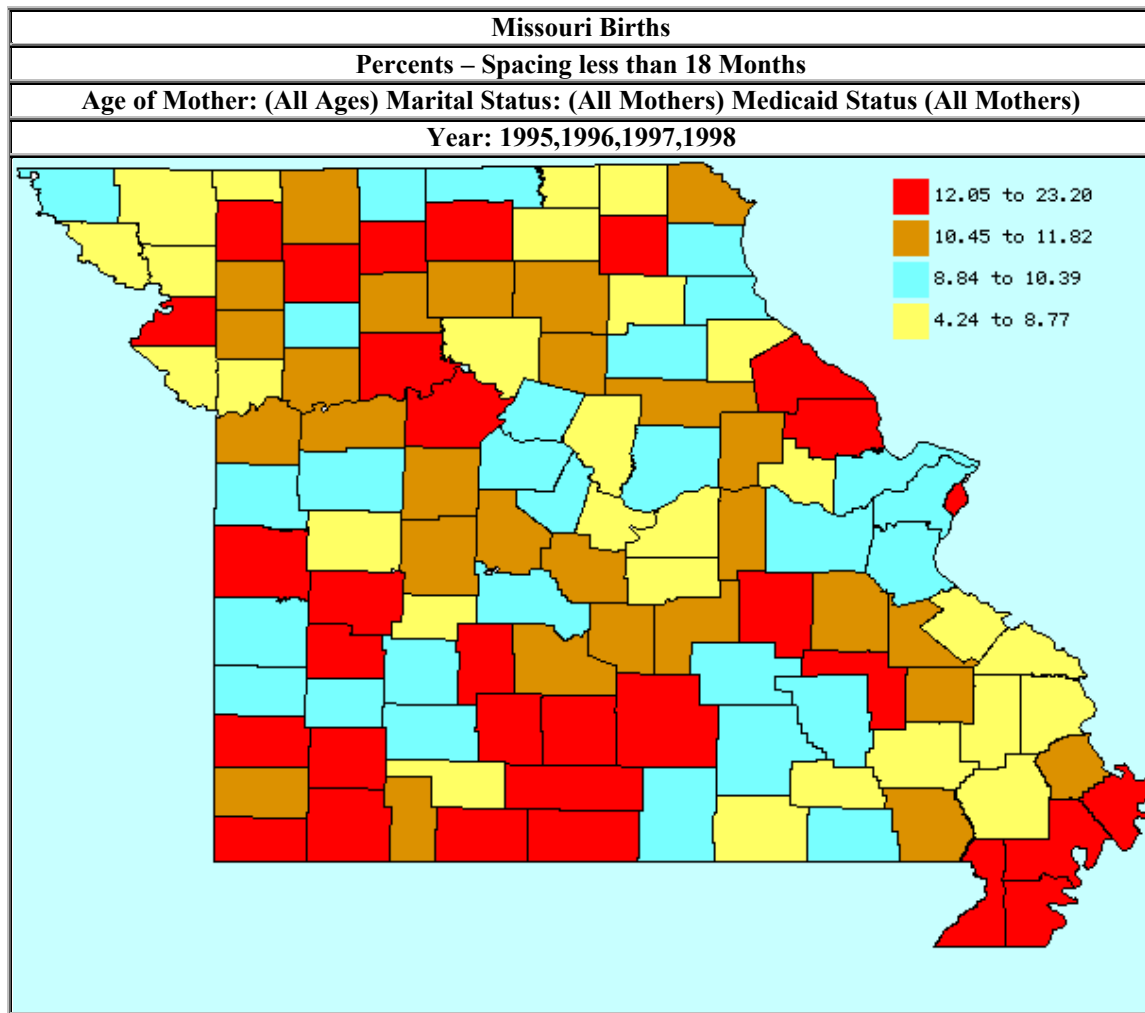 Missouri Births
Percents – Spacing less than 18 Months
Age of Mother: (All Ages) Marital Status: (All Mothers) Medicaid Status (All Mothers)
Year: 1995,1996,1997,1998
12.05 to 23.20
10.45 to 11.82
8.84 to 10.39
4.24 to 8.77